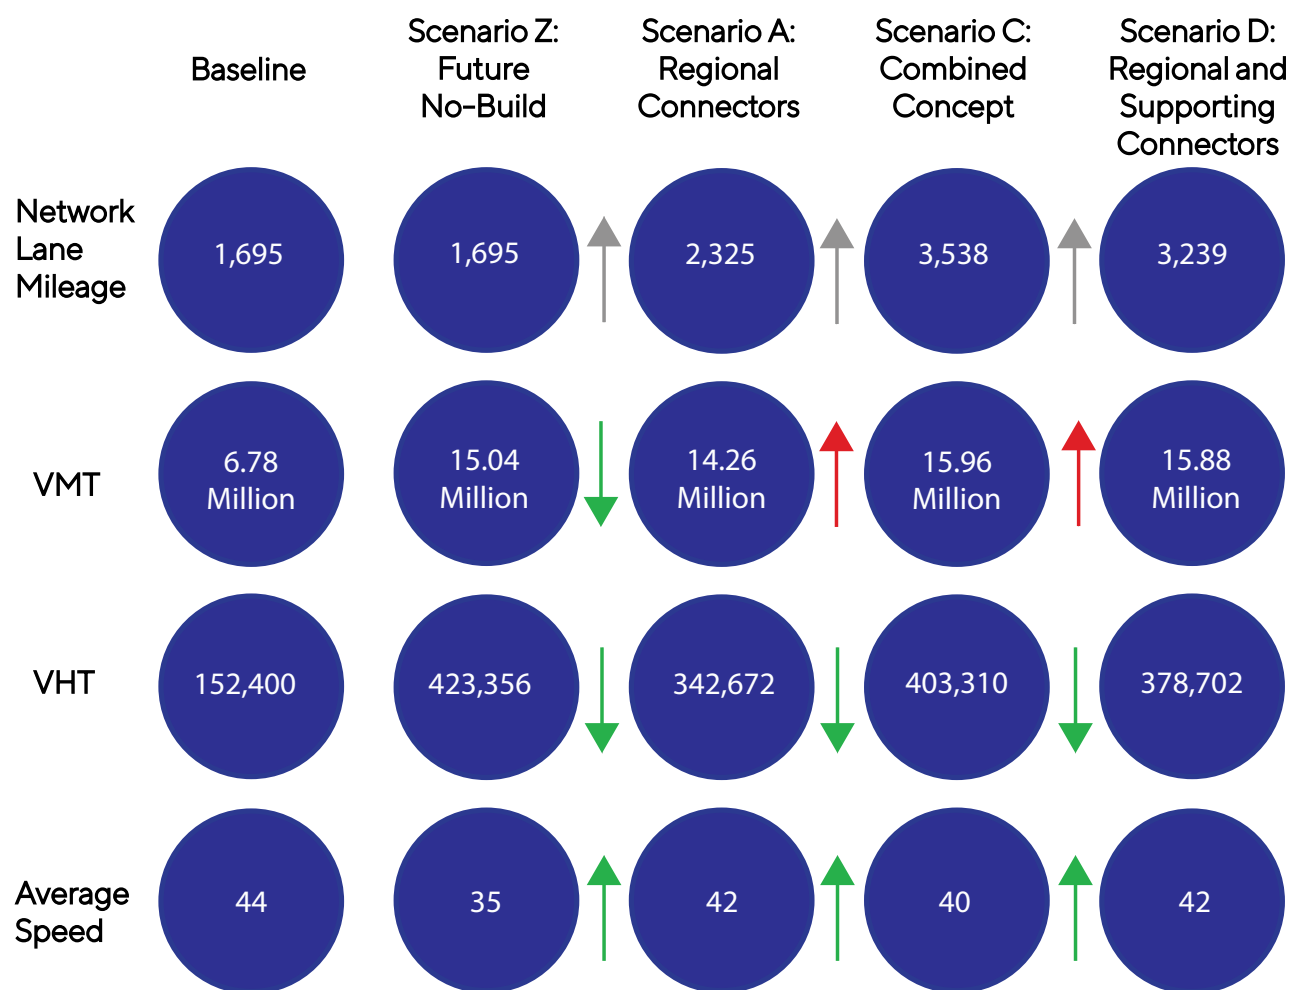 Baseline
Scenario Z:
Future
No-Build
Scenario A:
Regional
Connectors
Scenario C:
Combined
Concept
Scenario D:
Regional and
Supporting
Connectors
Network
Lane
Mileage
1,695
1,695
2,325
3,538
3,239
VMT
6.78
Million
15.04
Million
14.26
Million
15.96
Million
15.88
Million
VHT
152,400
423,356
342,672
403,310
378,702
Average
Speed
44
35
42
40
42